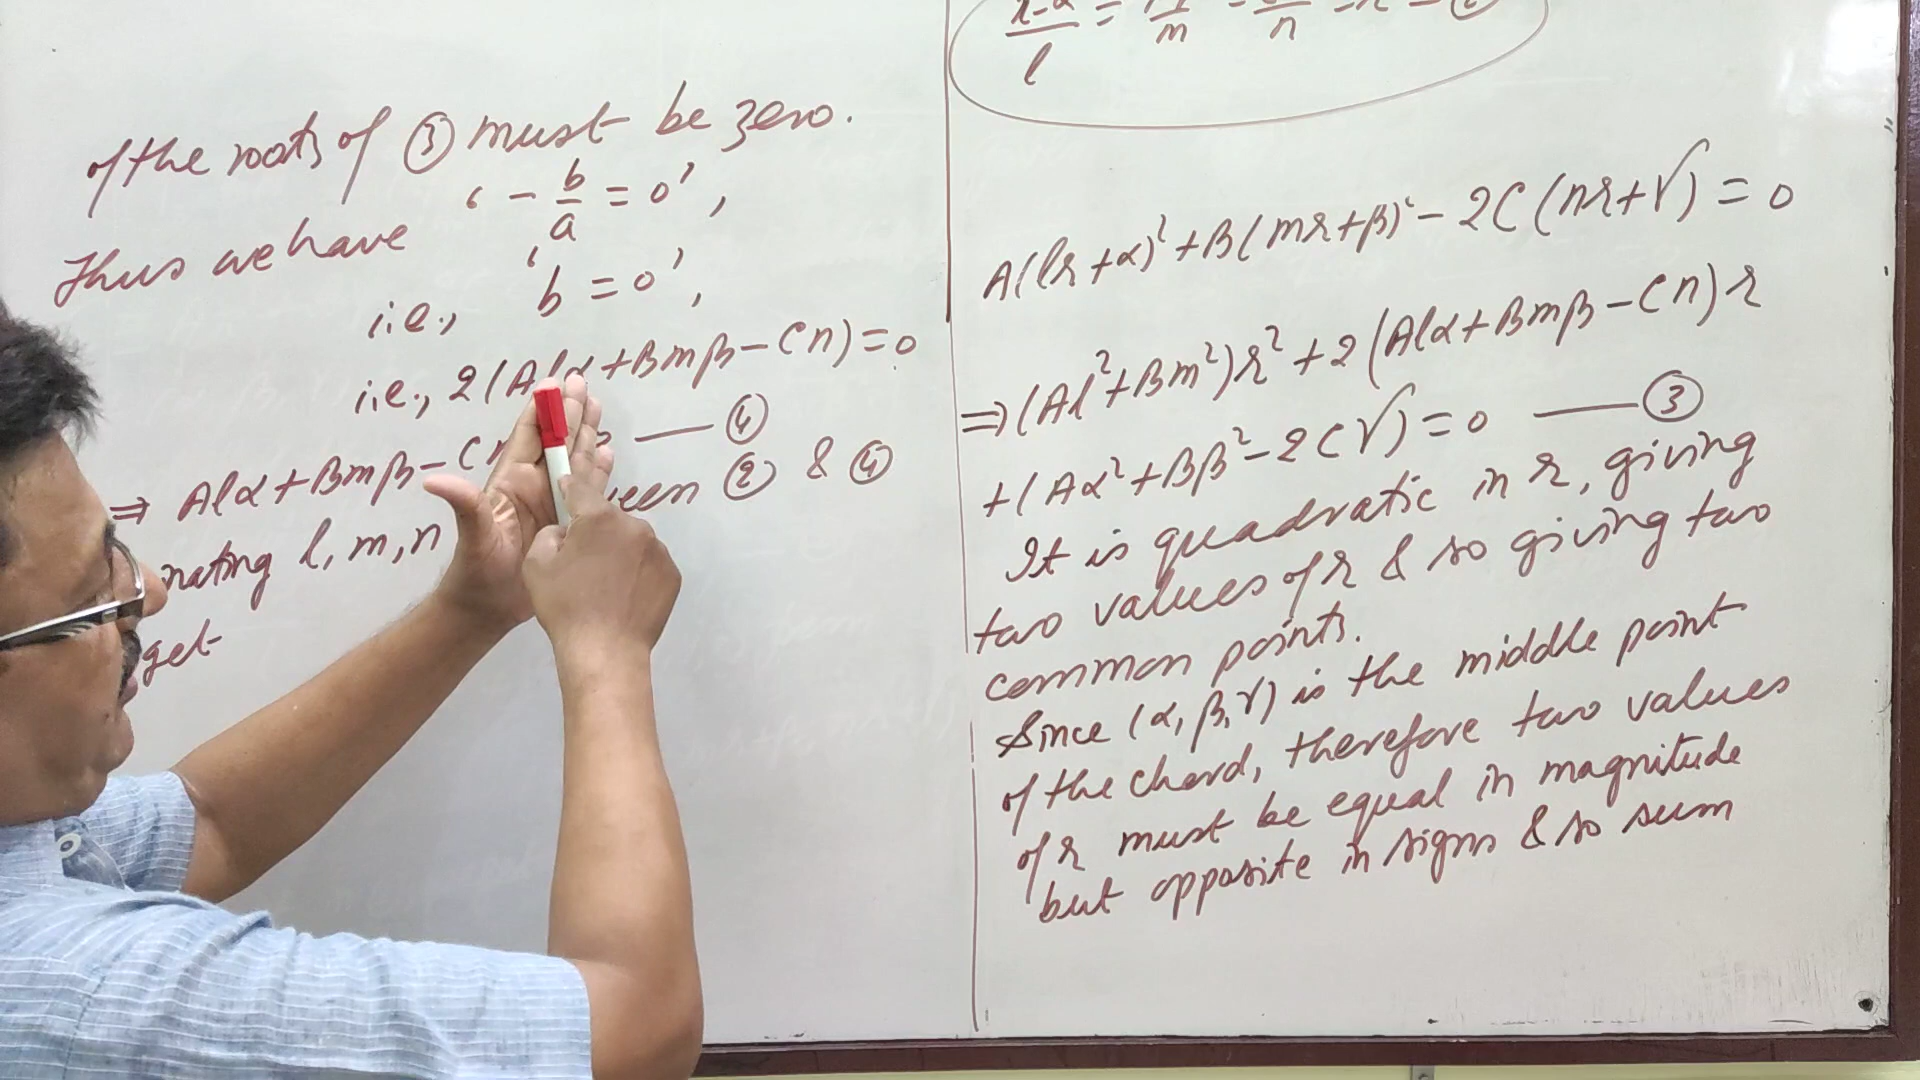 of the roots of ③ must be zero.
Thus we have ‘ - b/a = 0’,
i.e., ‘b = 0’,
i.e., 2(Alα + Bmβ - Cn) = 0
⇒ Alα + Bmβ - Cn — ④
nating l, m, n ween ② & ④
get
x-α/l = m = n = r — ②
A(lr + α)² + B(mr + β)² - 2C(nr + γ) = 0
⇒ (Al² + Bm²)r² + 2(Alα + Bmβ - Cn)r
+ (Aα² + Bβ² - 2Cγ) = 0 — ③
It is quadratic in r, giving
two values of r & so giving two
common points.
Since (α, β, γ) is the middle point
of the chord, therefore two values
of r must be equal in magnitude
but opposite in signs & so sum